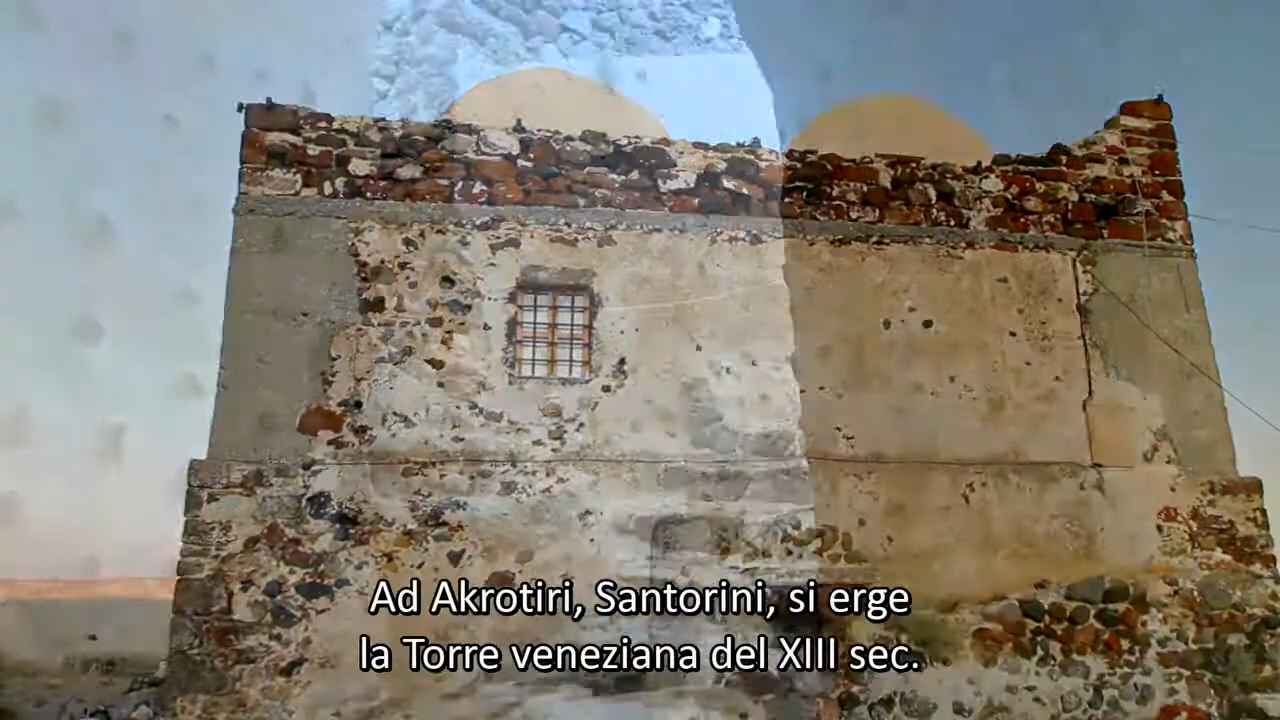 Ad Akrotiri, Santorini, si erge
la Torre veneziana del XIII sec.